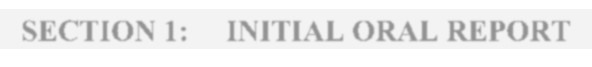 SECTION 1: INITIAL ORAL REPORT